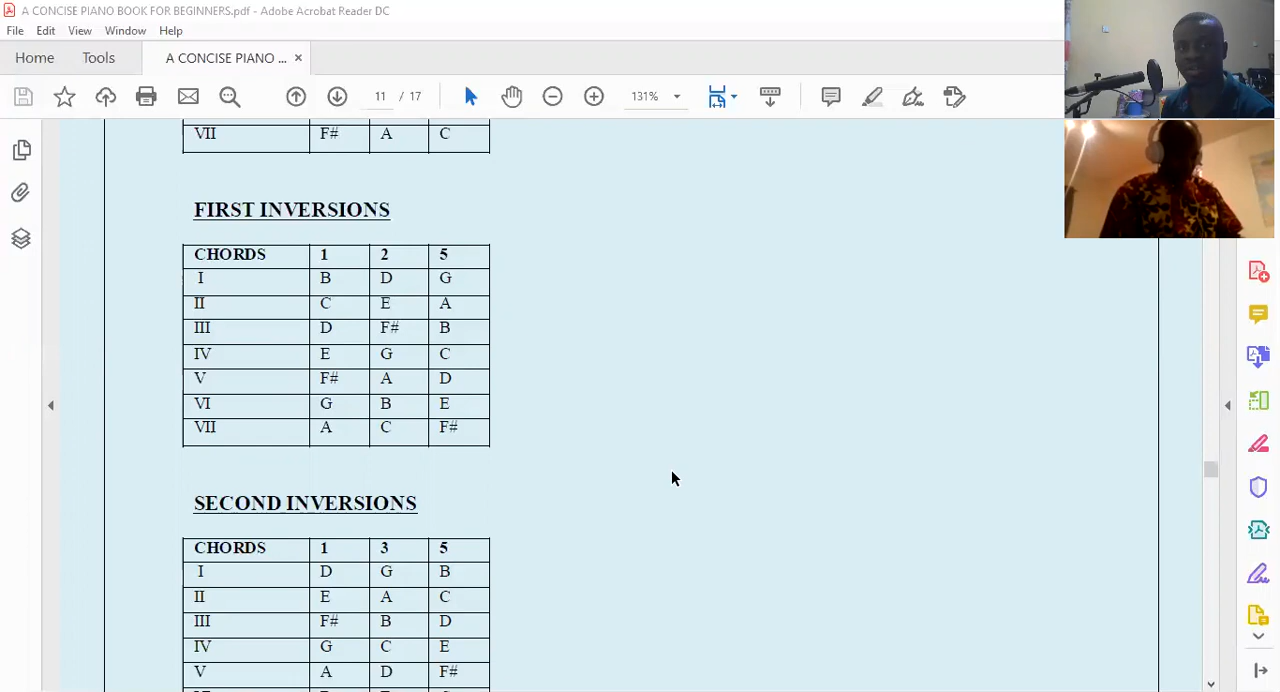 A CONCISE PIANO BOOK FOR BEGINNERS.pdf - Adobe Acrobat Reader DC
File Edit View Window Help
Home Tools A CONCISE PIANO ... ×
11 / 17 131%
VII F# A C
FIRST INVERSIONS
CHORDS 1 2 5
I B D G
II C E A
III D F# B
IV E G C
V F# A D
VI G B E
VII A C F#
SECOND INVERSIONS
CHORDS 1 3 5
I D G B
II E A C
III F# B D
IV G C E
V A D F#